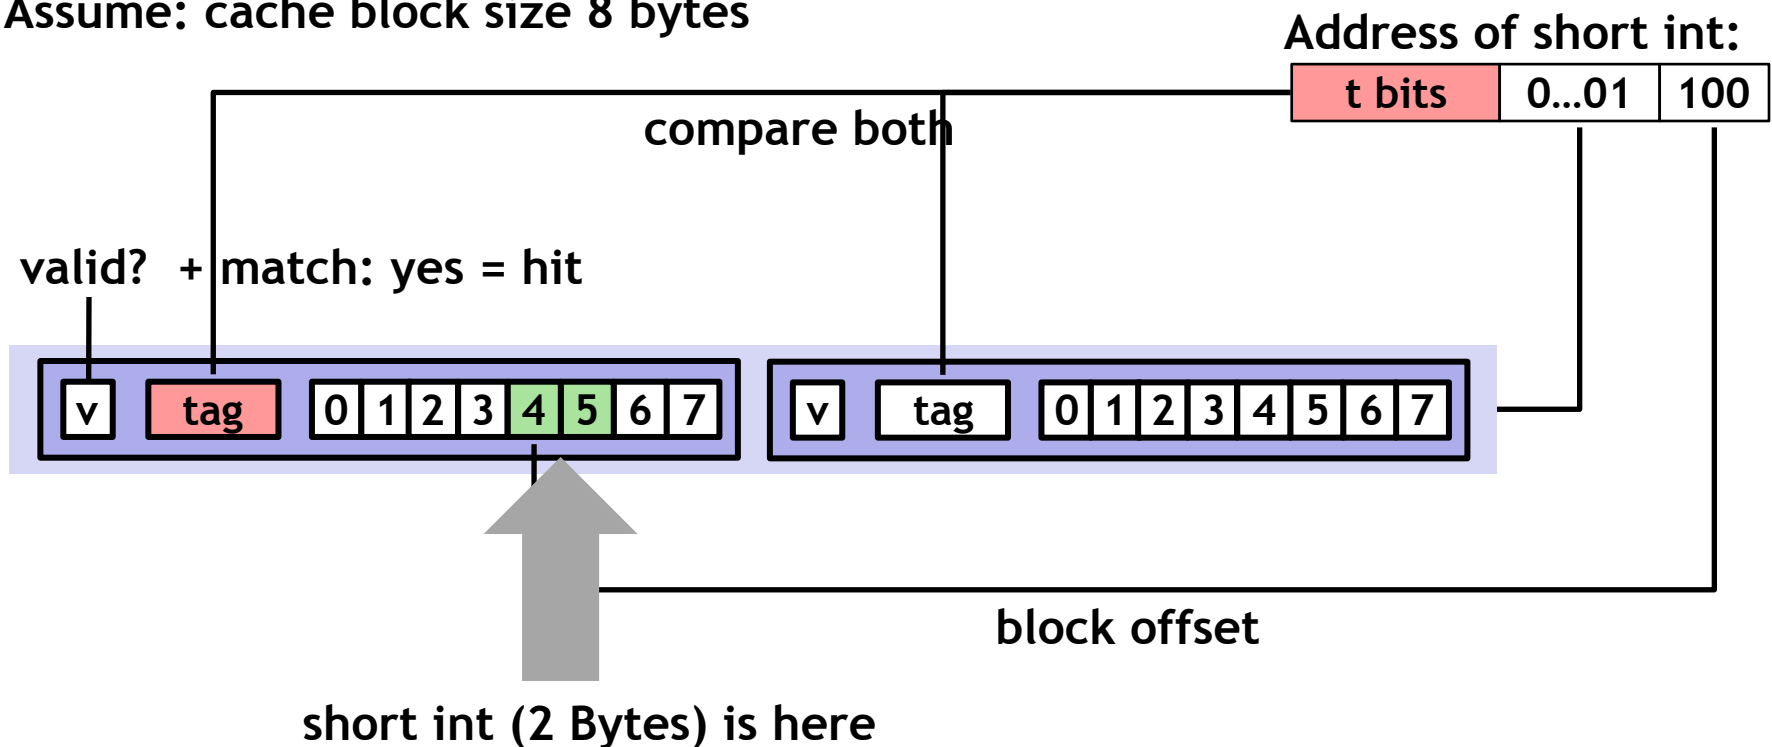 Assume: cache block size 8 bytes
Address of short int:
t bits 0...01 100
compare both
valid? + match: yes = hit
v tag 0 1 2 3 4 5 6 7 v tag 0 1 2 3 4 5 6 7
block offset
short int (2 Bytes) is here